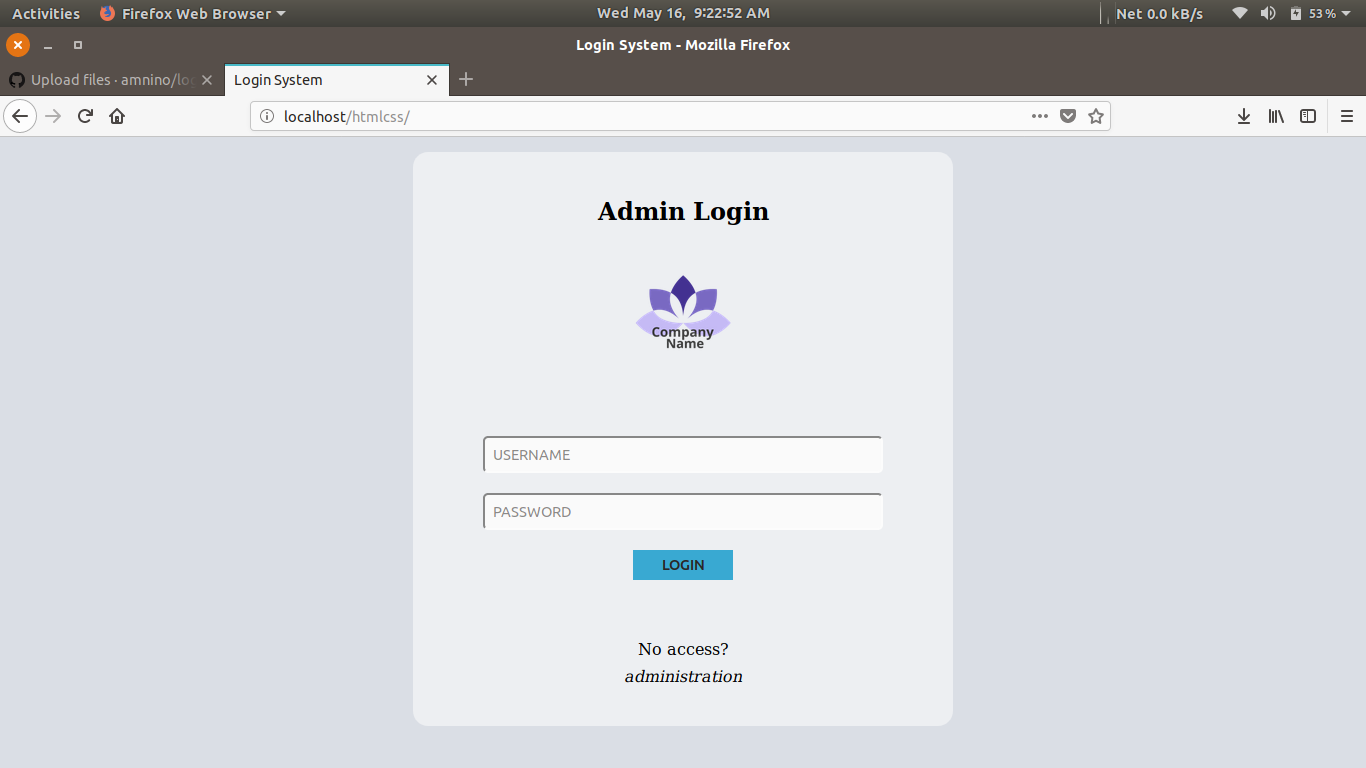 Activities Firefox Web Browser Wed May 16, 9:22:52 AM Net 0.0 kB/s 53 %
Login System - Mozilla Firefox
Upload files · amnino/log Login System
localhost/htmlcss/
Admin Login
Company
Name
USERNAME
PASSWORD
LOGIN
No access?
administration